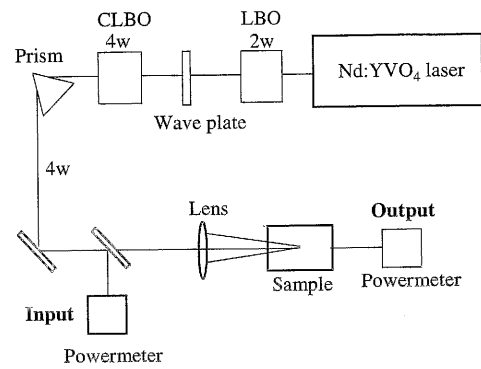 CLBO
4w
LBO
2w
Prism
Nd:YVO₄ laser
Wave plate
4w
Lens
Output
Sample
Powermeter
Input
Powermeter